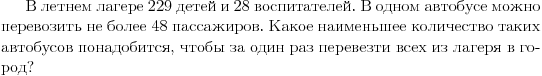 В летнем лагере 229 детей и 28 воспитателей. В одном автобусе можно
перевозить не более 48 пассажиров. Какое наименьшее количество таких
автобусов понадобится, чтобы за один раз перевезти всех из лагеря в го-
род?